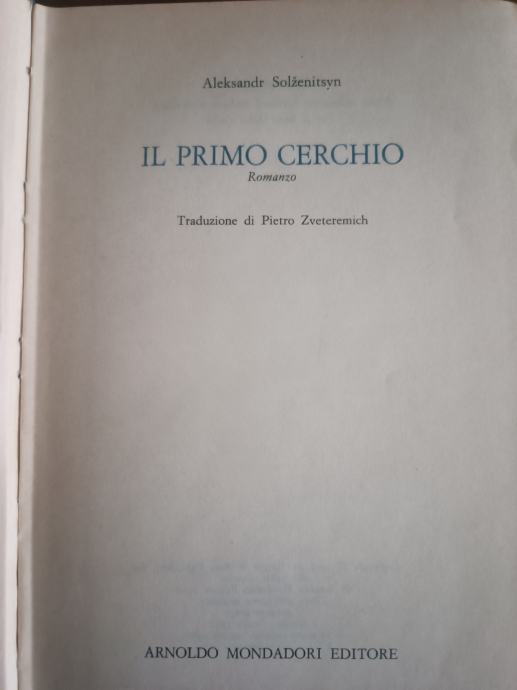 Aleksandr Solženitsyn
IL PRIMO CERCHIO
Romanzo
Traduzione di Pietro Zveteremich
ARNOLDO MONDADORI EDITORE